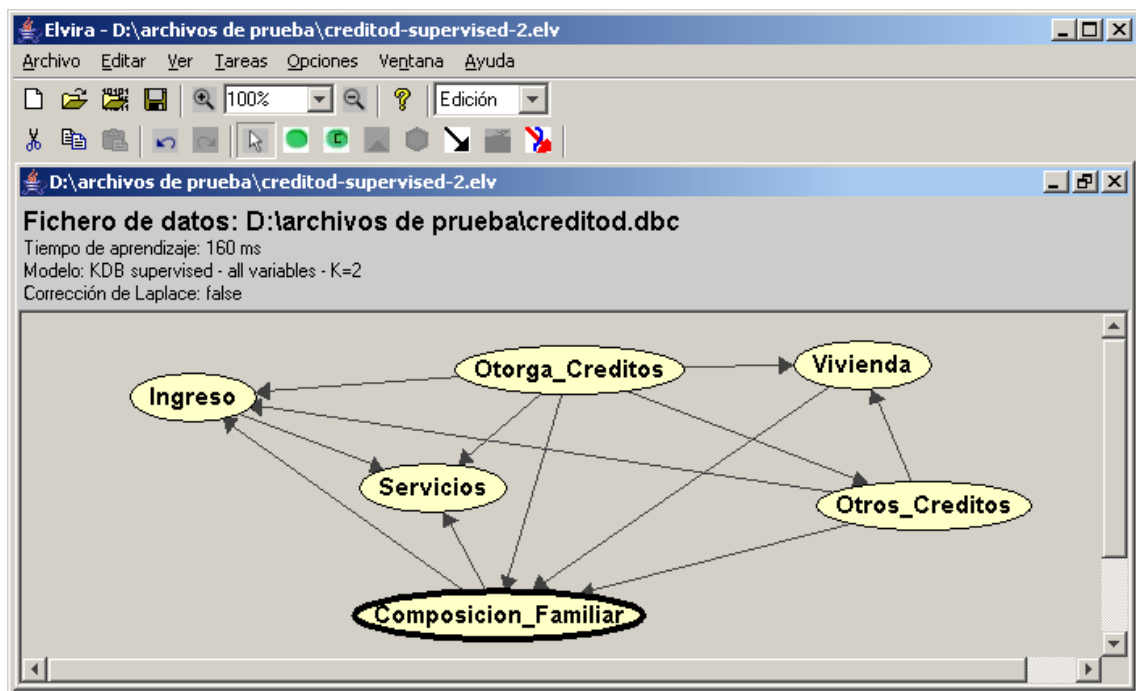 Elvira - D:\archivos de prueba\creditod-supervised-2.elv
Archivo Editar Ver Tareas Opciones Ventana Ayuda
100% Edición
D:\archivos de prueba\creditod-supervised-2.elv
Fichero de datos: D:\archivos de prueba\creditod.dbc
Tiempo de aprendizaje: 160 ms
Modelo: KDB supervised - all variables - K=2
Corrección de Laplace: false
Otorga_Creditos
Vivienda
Ingreso
Servicios
Otros_Creditos
Composicion_Familiar